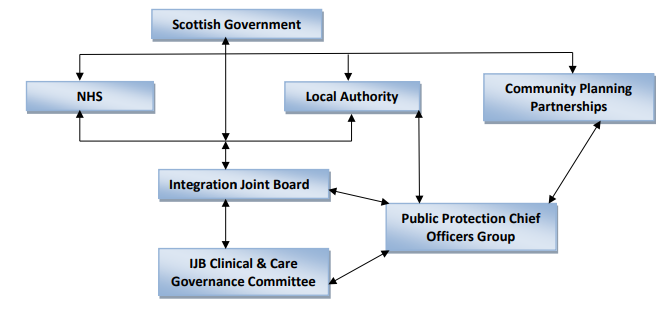 Scottish Government
NHS
Local Authority
Community Planning
Partnerships
Integration Joint Board
Public Protection Chief
Officers Group
IJB Clinical & Care
Governance Committee